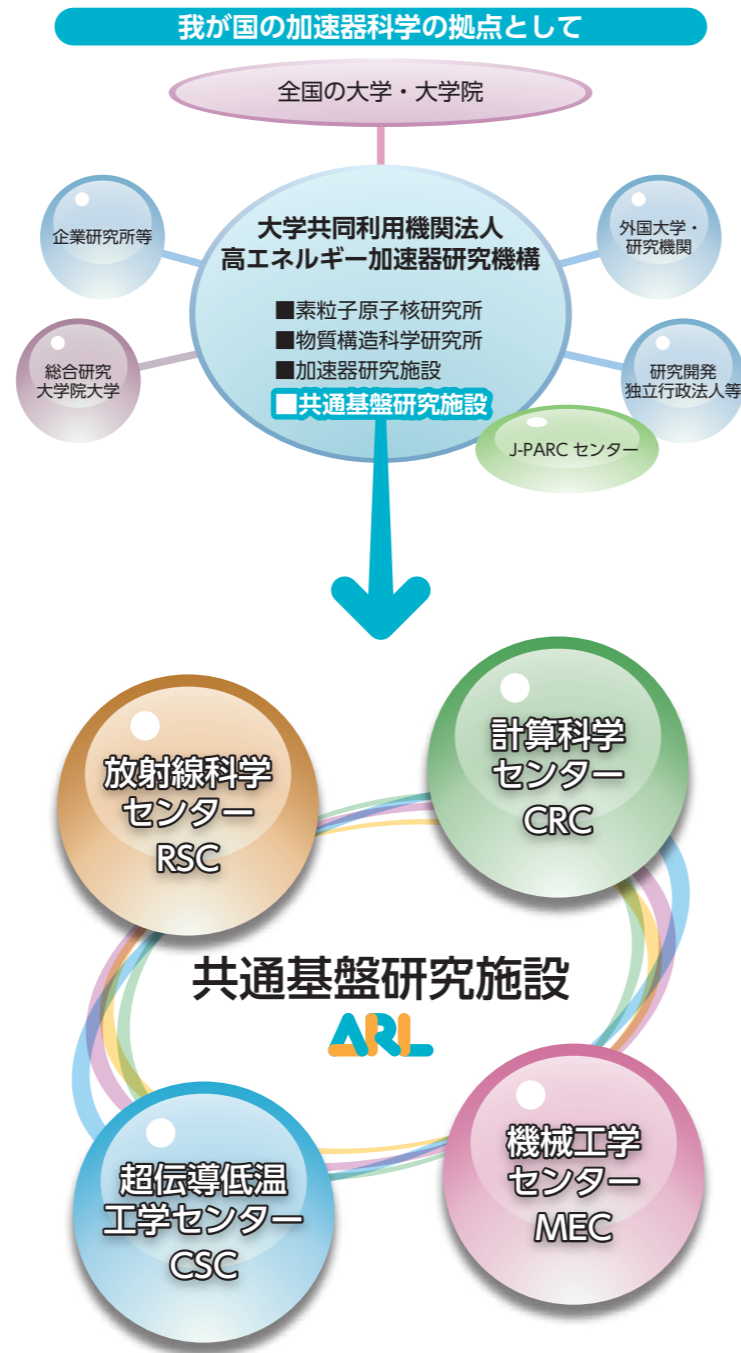 我が国の加速器科学の拠点として
全国の大学・大学院
企業研究所等
大学共同利用機関法人
高エネルギー加速器研究機構
外国大学・
研究機関
■素粒子原子核研究所
■物質構造科学研究所
■加速器研究施設
■共通基盤研究施設
総合研究
大学院大学
研究開発
独立行政法人等
J-PARC センター
放射線科学
センター
RSC
計算科学
センター
CRC
共通基盤研究施設
ARL
超伝導低温
工学センター
CSC
機械工学
センター
MEC